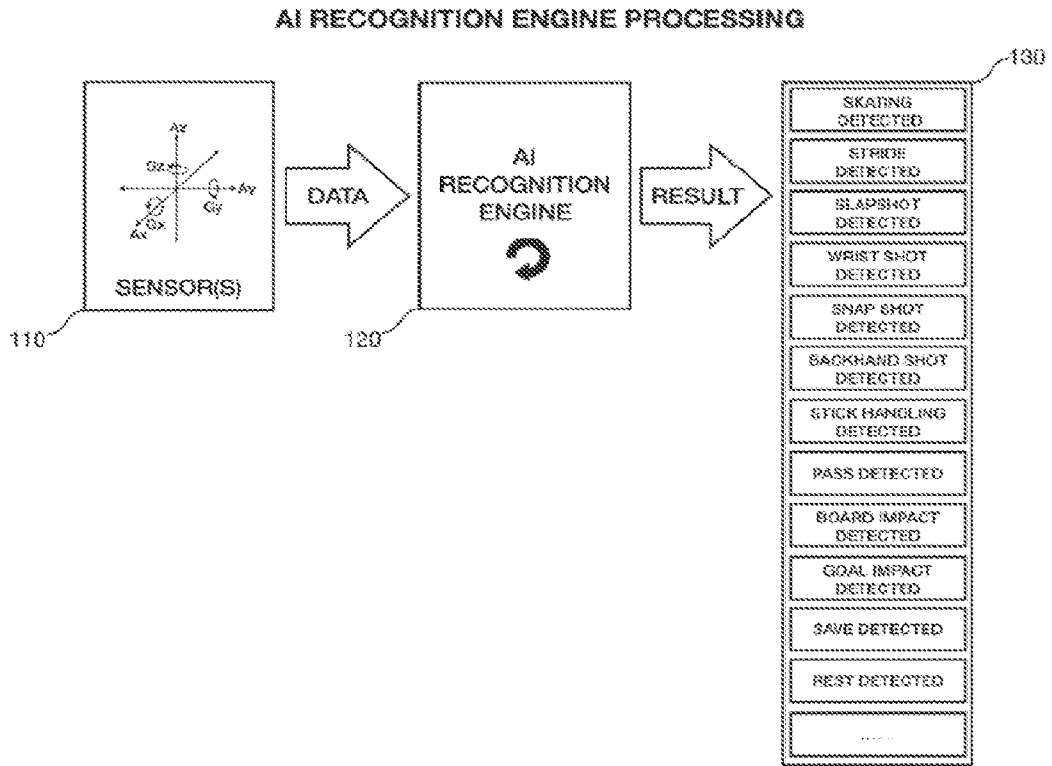 AI RECOGNITION ENGINE PROCESSING
130
Az
Gz
Ay
Gy
Gx
Ax
SENSOR(S)
110
DATA
AI
RECOGNITION
ENGINE
120
RESULT
SKATING
DETECTED
STRIDE
DETECTED
SLAPSHOT
DETECTED
WRIST SHOT
DETECTED
SNAP SHOT
DETECTED
BACKHAND SHOT
DETECTED
STICK HANDLING
DETECTED
PASS DETECTED
BOARD IMPACT
DETECTED
GOAL IMPACT
DETECTED
SAVE DETECTED
REST DETECTED
......